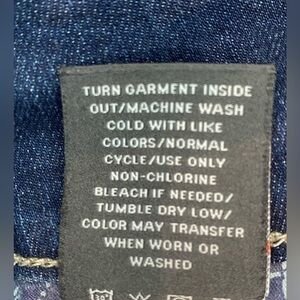 TURN GARMENT INSIDE
OUT/MACHINE WASH
COLD WITH LIKE
COLORS/NORMAL
CYCLE/USE ONLY
NON-CHLORINE
BLEACH IF NEEDED/
TUMBLE DRY LOW/
COLOR MAY TRANSFER
WHEN WORN OR
WASHED